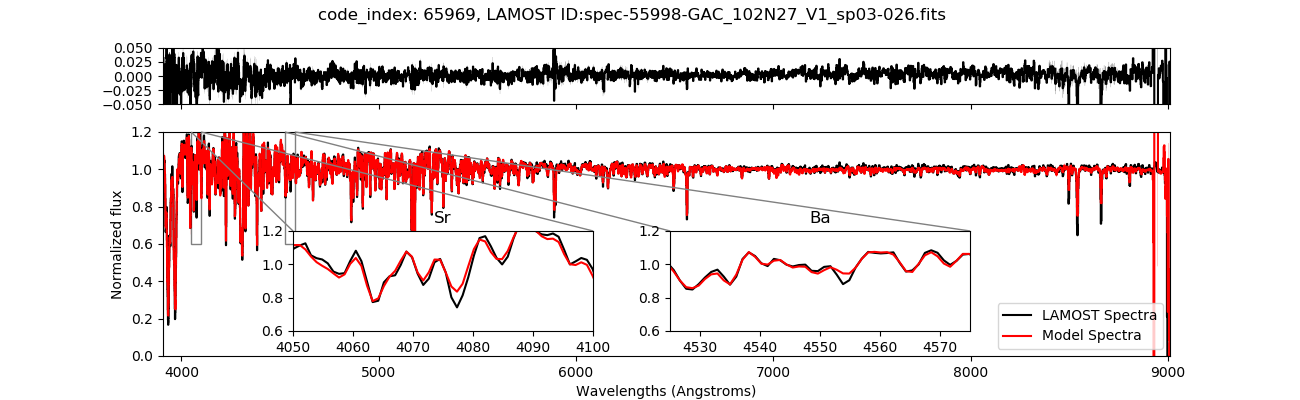 code_index: 65969, LAMOST ID:spec-55998-GAC_102N27_V1_sp03-026.fits
0.050
0.025
0.000
−0.025
−0.050
1.2
1.0
0.8
0.6
0.4
0.2
0.0
Normalized flux
Sr
1.2
1.0
0.8
0.6
4050 4060 4070 4080 4090 4100
Ba
1.2
1.0
0.8
0.6
4530 4540 4550 4560 4570
LAMOST Spectra
Model Spectra
4000 5000 6000 7000 8000 9000
Wavelengths (Angstroms)